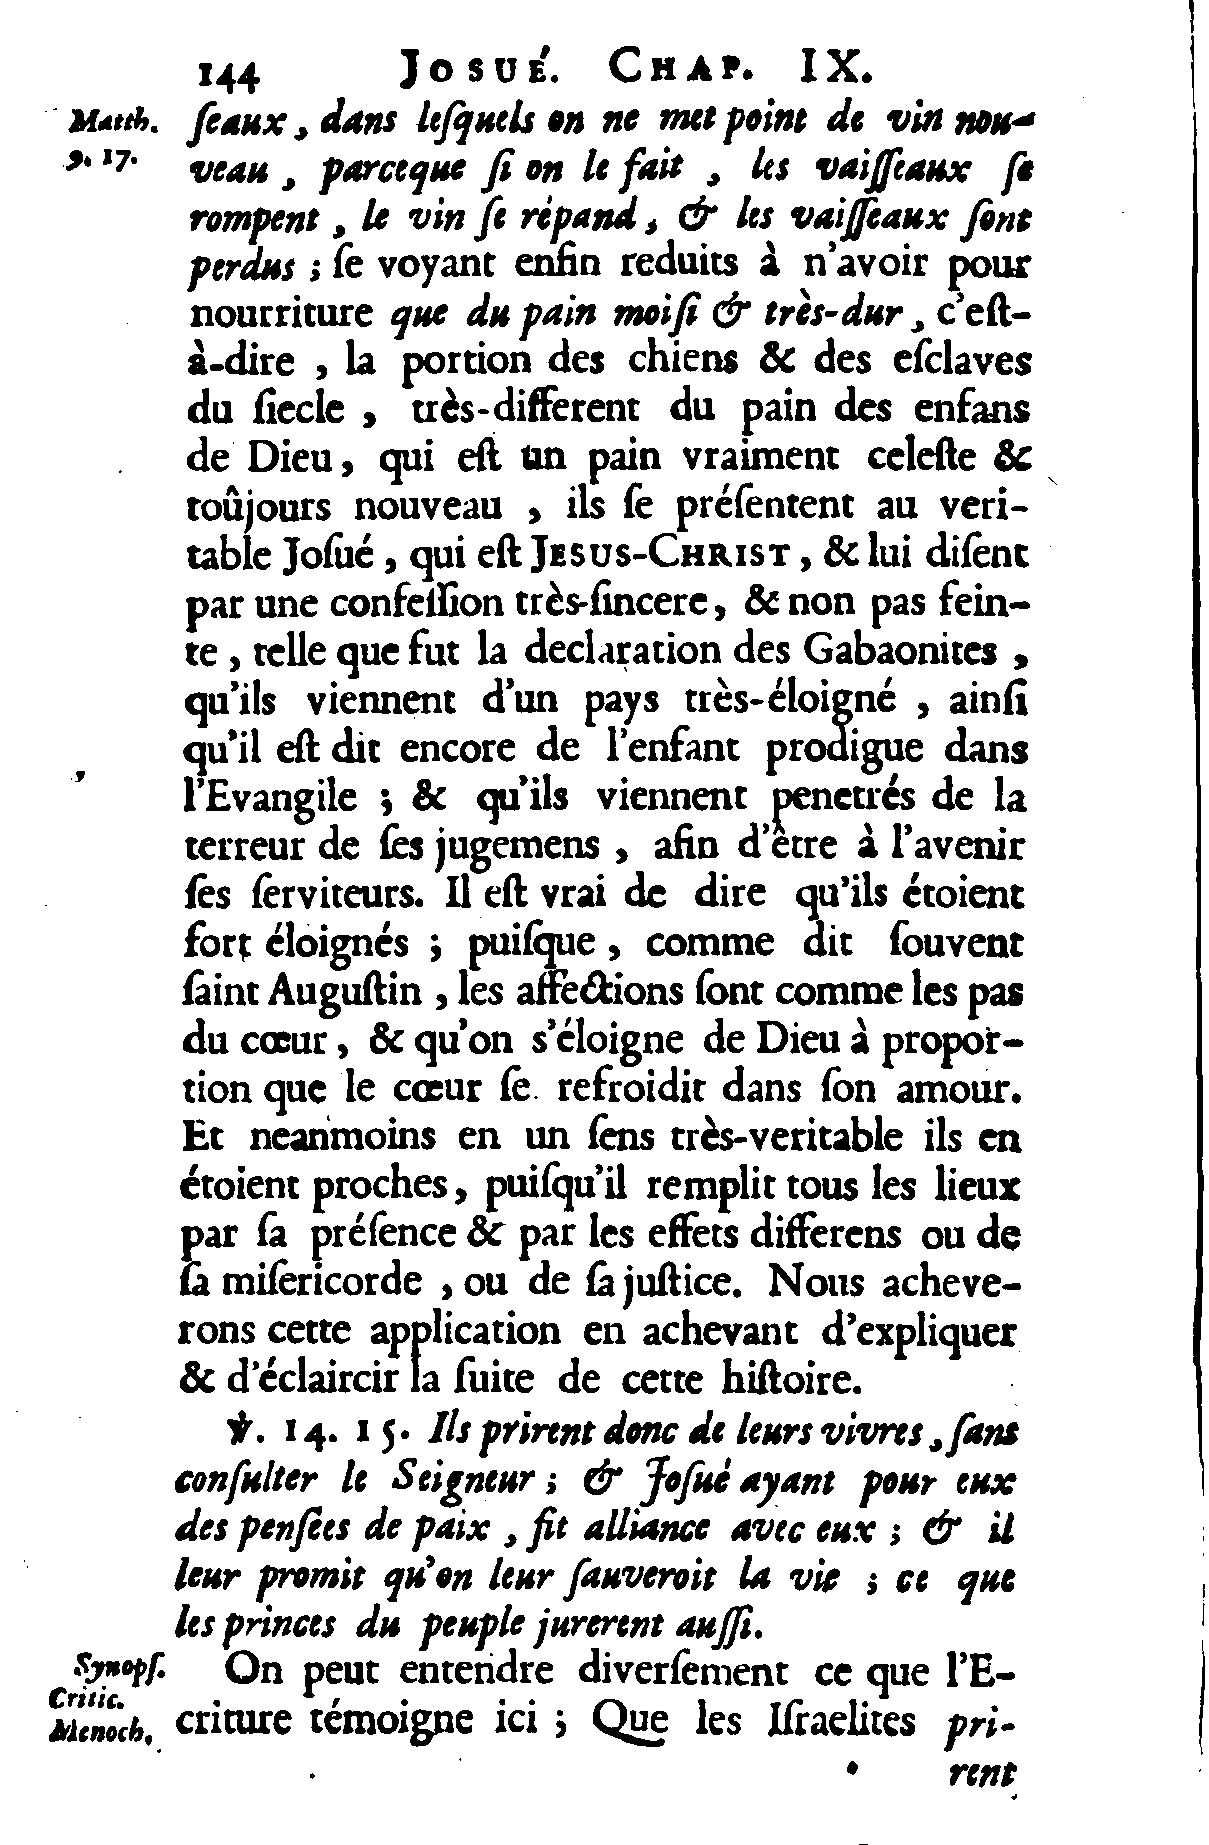 144 JOSUÉ. CHAP. IX.
Matth. 9. 17.
ſeaux, dans leſquels on ne met point de vin nou-
veau, parceque ſi on le fait, les vaiſſeaux ſe
rompent, le vin ſe répand, & les vaiſſeaux ſont
perdus ; ſe voyant enfin reduits à n'avoir pour
nourriture que du pain moiſi & très-dur, c'eſt-
à-dire, la portion des chiens & des eſclaves
du ſiecle, très-different du pain des enfans
de Dieu, qui eſt un pain vraiment celeſte &
toûjours nouveau, ils ſe préſentent au veri-
table Joſué, qui eſt JESUS-CHRIST, & lui diſent
par une confeſſion très-ſincere, & non pas fein-
te, telle que fut la declaration des Gabaonites,
qu'ils viennent d'un pays très-éloigné, ainſi
qu'il eſt dit encore de l'enfant prodigue dans
l'Evangile ; & qu'ils viennent penetrés de la
terreur de ſes jugemens, afin d'être à l'avenir
ſes ſerviteurs. Il eſt vrai de dire qu'ils étoient
fort éloignés ; puiſque, comme dit ſouvent
ſaint Auguſtin, les affections ſont comme les pas
du cœur, & qu'on s'éloigne de Dieu à propor-
tion que le cœur ſe refroidit dans ſon amour.
Et neanmoins en un ſens très-veritable ils en
étoient proches, puiſqu'il remplit tous les lieux
par ſa préſence & par les effets differens ou de
ſa miſericorde, ou de ſa juſtice. Nous acheve-
rons cette application en achevant d'expliquer
& d'éclaircir la ſuite de cette hiſtoire.
℣. 14. 15. Ils prirent donc de leurs vivres, ſans
conſulter le Seigneur ; & Joſué ayant pour eux
des penſées de paix, fit alliance avec eux ; & il
leur promit qu'on leur ſauveroit la vie ; ce que
les princes du peuple jurerent auſſi.
Synopſ. Critic. Menoch.
On peut entendre diverſement ce que l'E-
criture témoigne ici ; Que les Iſraelites pri-
rent